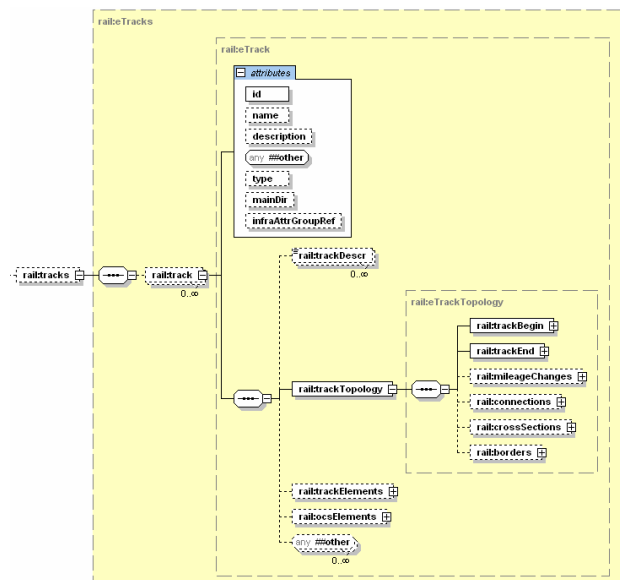 rail:eTracks
rail:eTrack
attributes
id
name
description
any ##other
type
mainDir
infraAttrGroupRef
rail:tracks
rail:track
0..∞
rail:trackDescr
0..∞
rail:eTrackTopology
rail:trackBegin
rail:trackEnd
rail:mileageChanges
rail:trackTopology
rail:connections
rail:crossSections
rail:borders
rail:trackElements
rail:ocsElements
any ##other
0..∞